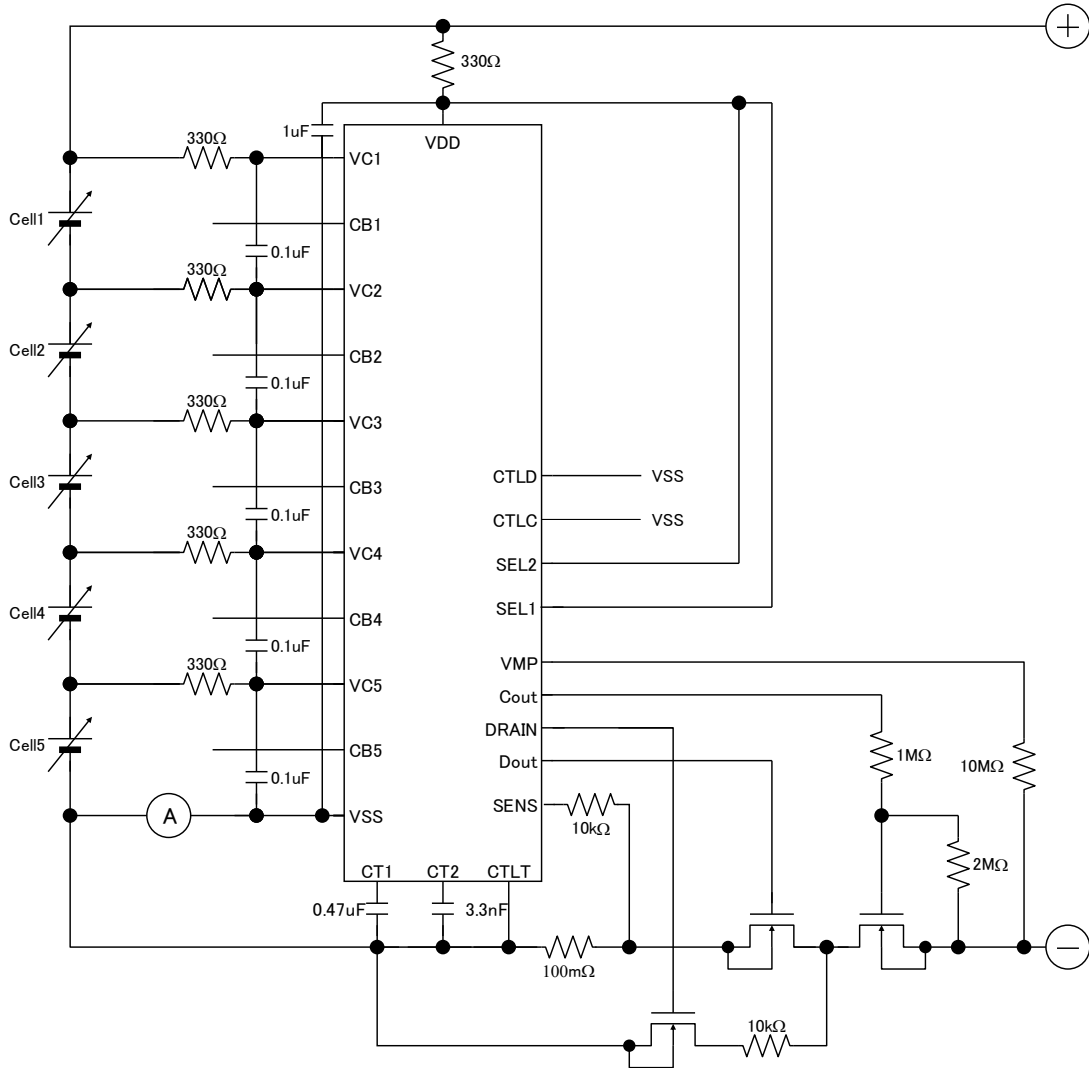 +
330Ω
1uF
VDD
330Ω
VC1
Cell1
CB1
0.1uF
330Ω
VC2
Cell2
CB2
0.1uF
330Ω
VC3
CTLD
VSS
Cell3
CB3
0.1uF
CTLC
VSS
330Ω
VC4
SEL2
Cell4
CB4
SEL1
0.1uF
330Ω
VC5
VMP
Cout
DRAIN
Cell5
CB5
Dout
1MΩ
10MΩ
0.1uF
A
VSS
SENS
10kΩ
2MΩ
CT1
CT2
CTLT
0.47uF
3.3nF
100mΩ
−
10kΩ